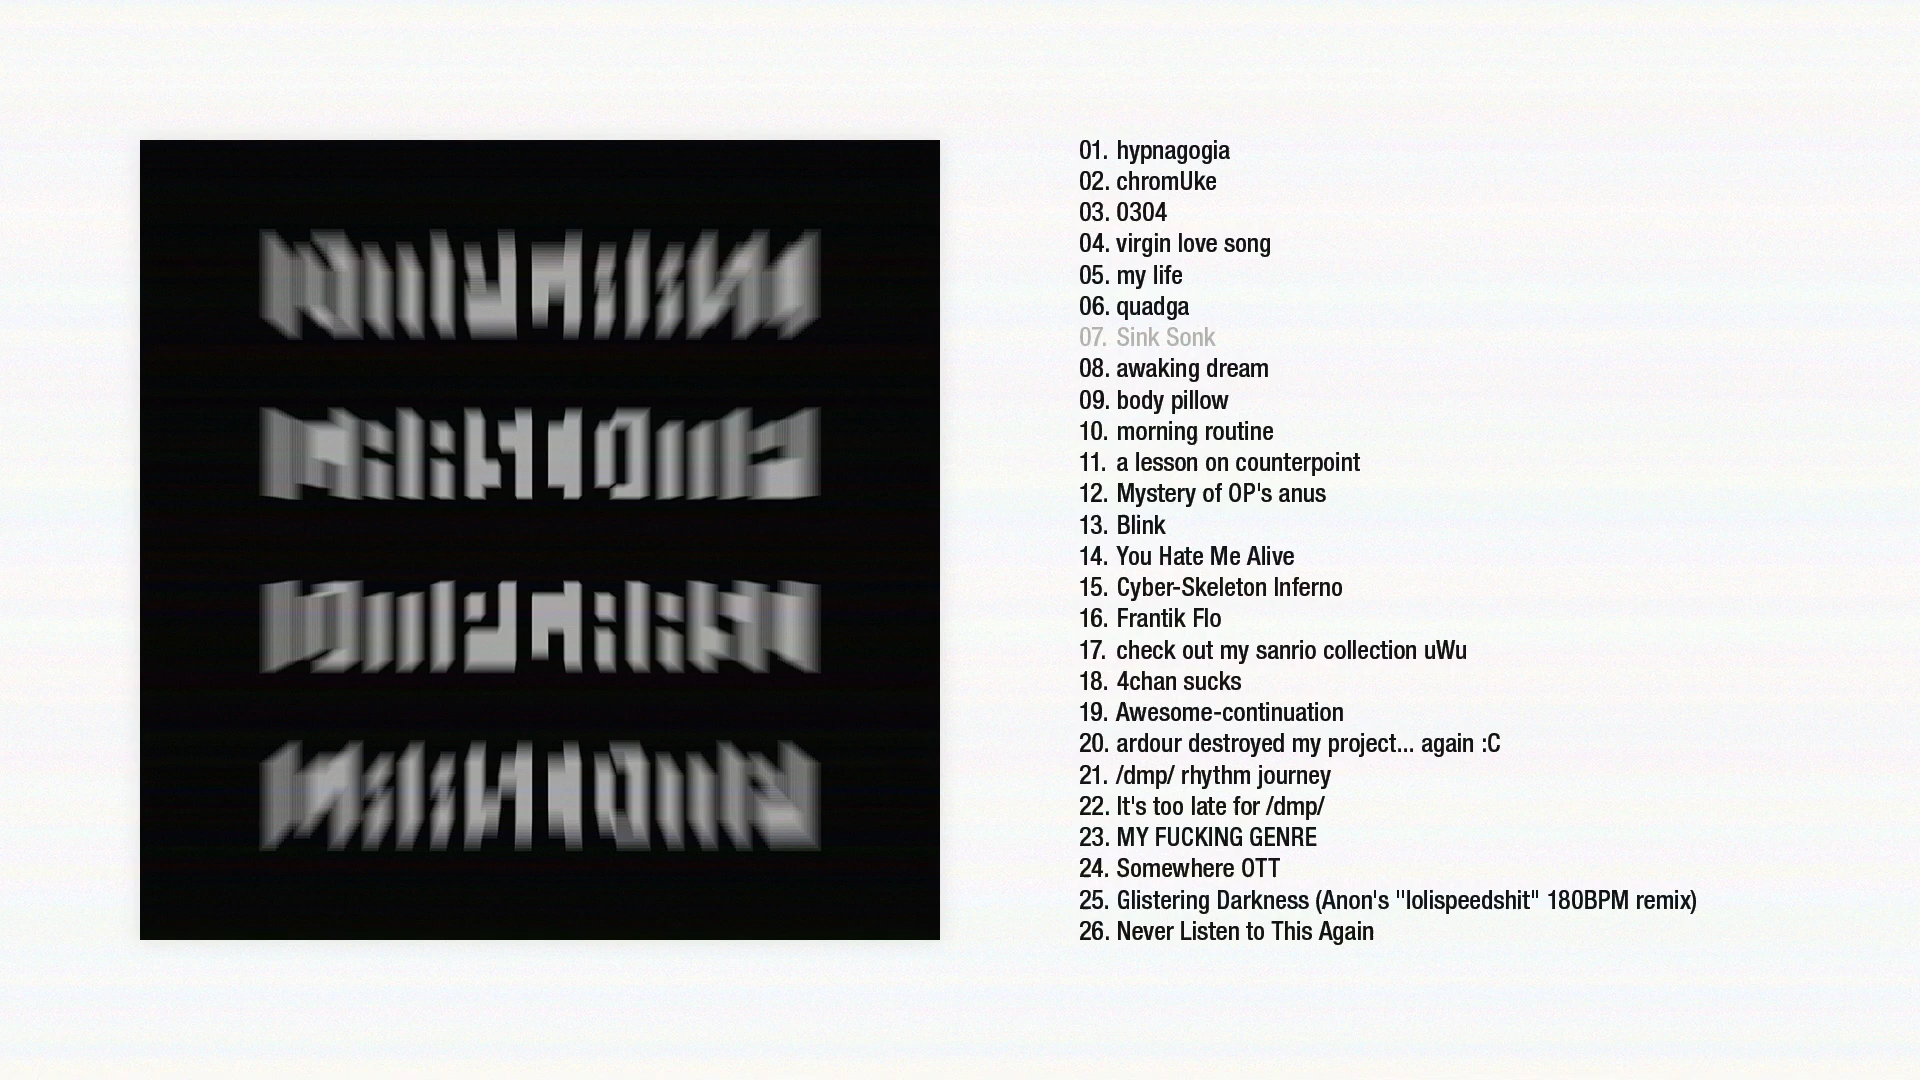 01. hypnagogia
02. chromUke
03. 0304
04. virgin love song
05. my life
06. quadga
07. Sink Sonk
08. awaking dream
09. body pillow
10. morning routine
11. a lesson on counterpoint
12. Mystery of OP's anus
13. Blink
14. You Hate Me Alive
15. Cyber-Skeleton Inferno
16. Frantik Flo
17. check out my sanrio collection uWu
18. 4chan sucks
19. Awesome-continuation
20. ardour destroyed my project... again :C
21. /dmp/ rhythm journey
22. It's too late for /dmp/
23. MY FUCKING GENRE
24. Somewhere OTT
25. Glistering Darkness (Anon's "lolispeedshit" 180BPM remix)
26. Never Listen to This Again